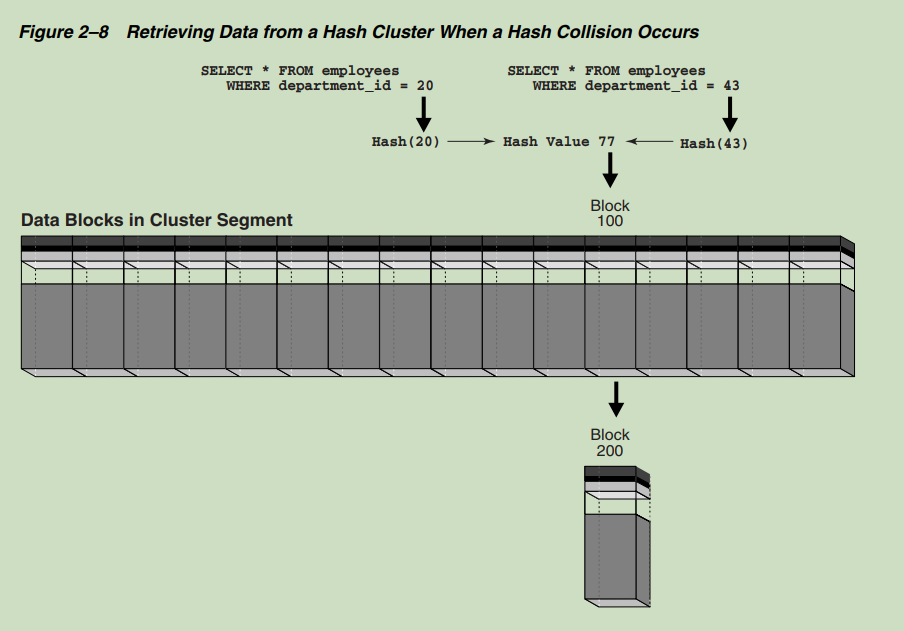 Figure 2–8 Retrieving Data from a Hash Cluster When a Hash Collision Occurs
SELECT * FROM employees
WHERE department_id = 20
SELECT * FROM employees
WHERE department_id = 43
Hash(20)
Hash Value 77
Hash(43)
Block
100
Data Blocks in Cluster Segment
Block
200